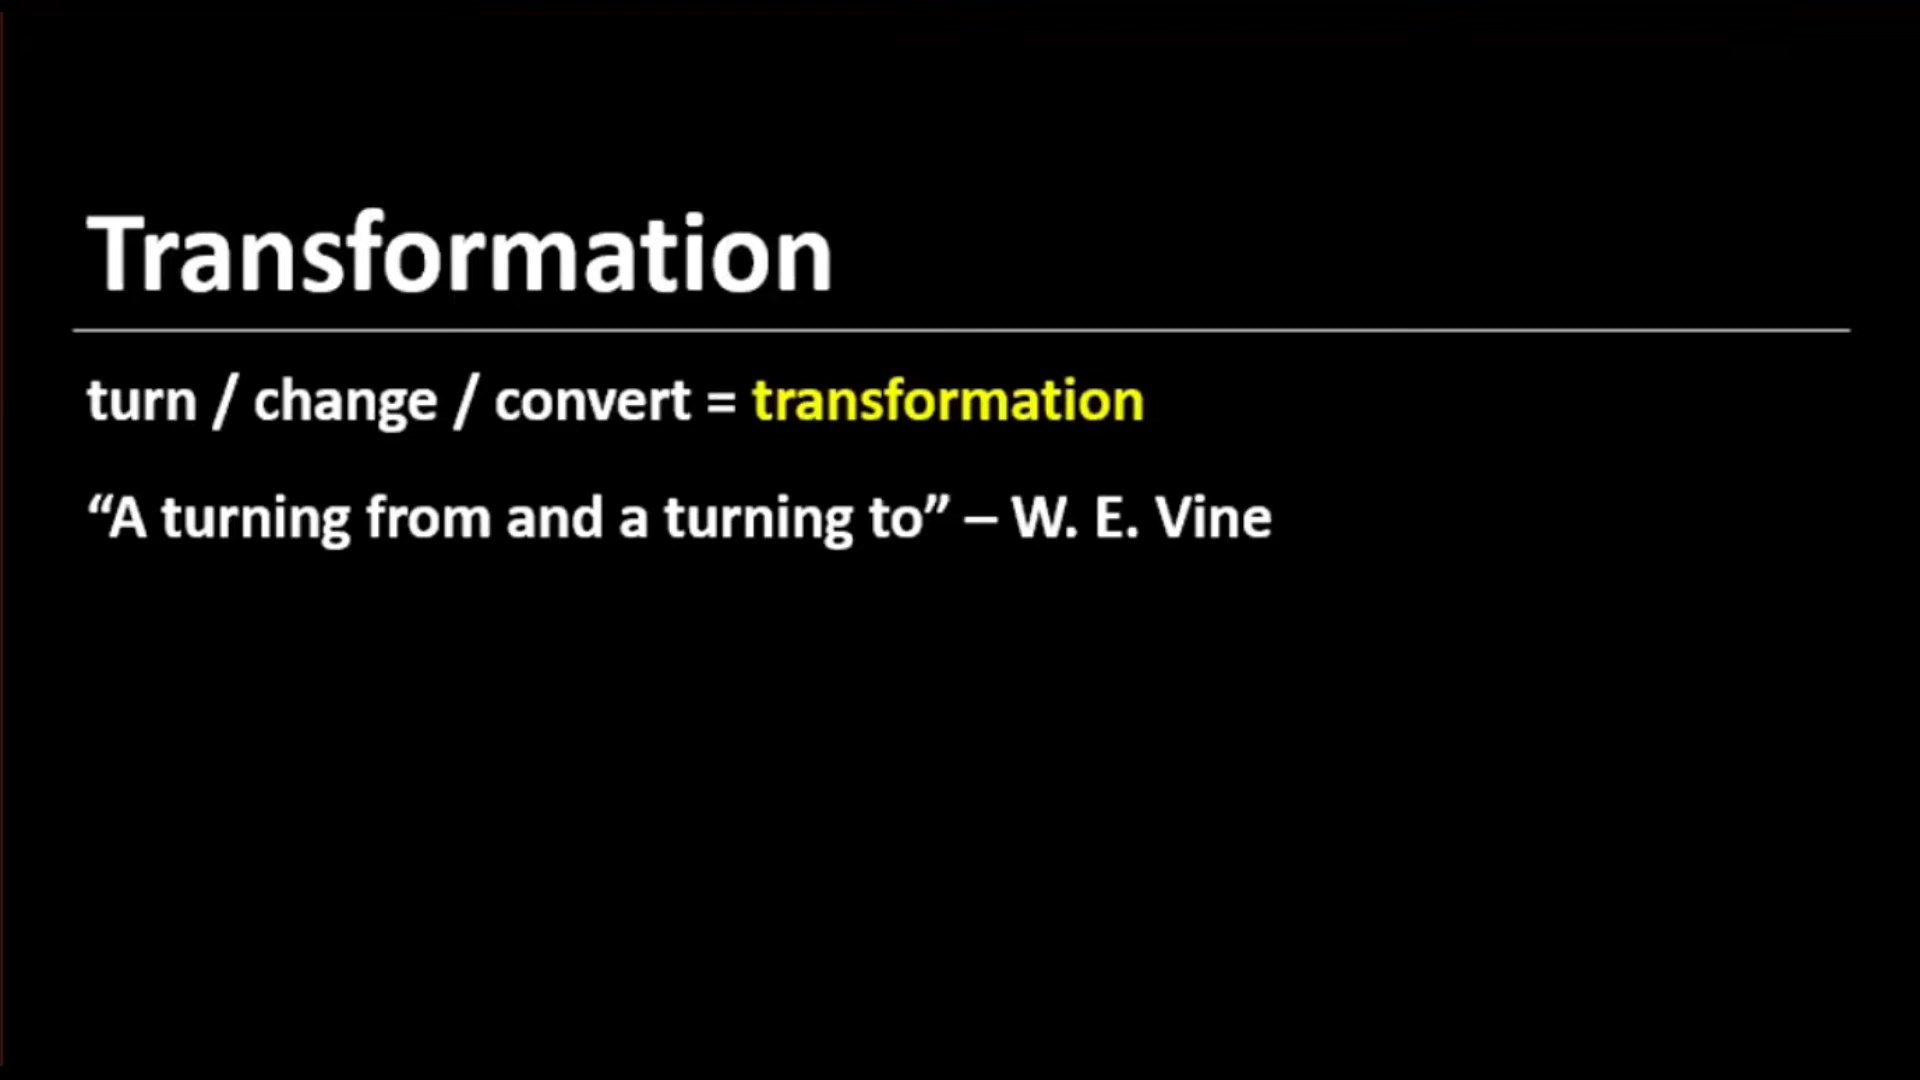 Transformation
turn / change / convert = transformation
“A turning from and a turning to” – W. E. Vine